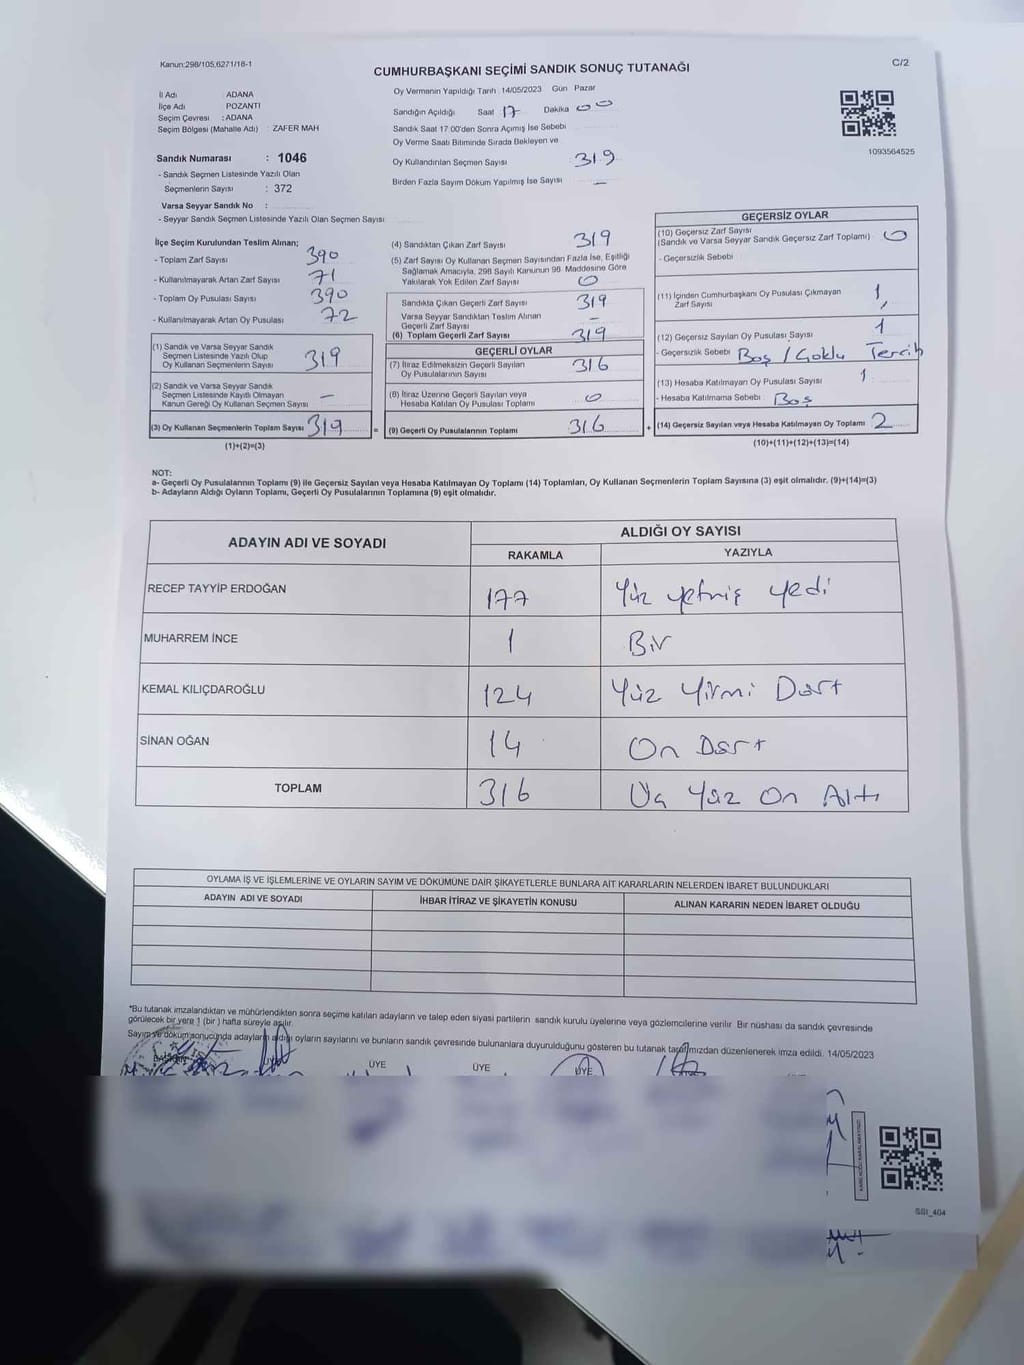 Kanun:298/105,6271/18-1
CUMHURBAŞKANI SEÇİMİ SANDIK SONUÇ TUTANAĞI
C/2
İl Adı ADANA
İlçe Adı POZANTI
Seçim Çevresi : ADANA
Seçim Bölgesi (Mahalle Adı) : ZAFER MAH
Sandık Numarası : 1046
- Sandık Seçmen Listesinde Yazılı Olan
Seçmenlerin Sayısı : 372
Varsa Seyyar Sandık No :
- Seyyar Sandık Seçmen Listesinde Yazılı Olan Seçmen Sayısı
Oy Vermenin Yapıldığı Tarih 14/05/2023 Gün Pazar
Sandığın Açıldığı Saat 17 Dakika 00
Sandık Saat 17.00'den Sonra Açımış İse Sebebi
Oy Verme Saati Bitiminde Sırada Bekleyen ve
Oy Kullandırılan Seçmen Sayısı 319
Birden Fazla Sayım Döküm Yapılmış İse Sayısı —
1093564525
İlçe Seçim Kurulundan Teslim Alınan;
- Toplam Zarf Sayısı 390
- Kullanılmayarak Artan Zarf Sayısı 71
- Toplam Oy Pusulası Sayısı 390
- Kullanılmayarak Artan Oy Pusulası 72
(1) Sandık ve Varsa Seyyar Sandık
Seçmen Listesinde Yazılı Olup
Oy Kullanan Seçmenlerin Sayısı 319
(2) Sandık ve Varsa Seyyar Sandık
Seçmen Listesinde Kayıtlı Olmayan
Kanun Gereği Oy Kullanan Seçmen Sayısı —
(3) Oy Kullanan Seçmenlerin Toplam Sayısı 319 =
(1)+(2)=(3)
(4) Sandıktan Çıkan Zarf Sayısı 319
(5) Zarf Sayısı Oy Kullanan Seçmen Sayısından Fazla İse, Eşitliği
Sağlamak Amacıyla, 298 Sayılı Kanunun 98. Maddesine Göre
Yakılarak Yok Edilen Zarf Sayısı 0
Sandıkta Çıkan Geçerli Zarf Sayısı 319
Varsa Seyyar Sandıktan Teslim Alınan
Geçerli Zarf Sayısı —
(6) Toplam Geçerli Zarf Sayısı 319
GEÇERLİ OYLAR
(7) İtiraz Edilmeksizin Geçerli Sayılan
Oy Pusulalarının Sayısı 316
(8) İtiraz Üzerine Geçerli Sayılan veya
Hesaba Katılan Oy Pusulası Toplamı 0
(9) Geçerli Oy Pusulalarının Toplamı 316 +
GEÇERSİZ OYLAR
(10) Geçersiz Zarf Sayısı
(Sandık ve Varsa Seyyar Sandık Geçersiz Zarf Toplamı) 0
- Geçersizlik Sebebi
(11) İçinden Cumhurbaşkanı Oy Pusulası Çıkmayan
Zarf Sayısı 1
(12) Geçersiz Sayılan Oy Pusulası Sayısı 1
- Geçersizlik Sebebi Boş / Çoklu Tercih
(13) Hesaba Katılmayan Oy Pusulası Sayısı 1
- Hesaba Katılmama Sebebi Boş
(14) Geçersiz Sayılan veya Hesaba Katılmayan Oy Toplamı 2
(10)+(11)+(12)+(13)=(14)
NOT:
a- Geçerli Oy Pusulalarının Toplamı (9) ile Geçersiz Sayılan veya Hesaba Katılmayan Oy Toplamı (14) Toplamları, Oy Kullanan Seçmenlerin Toplam Sayısına (3) eşit olmalıdır. (9)+(14)=(3)
b- Adayların Aldığı Oyların Toplamı, Geçerli Oy Pusulalarının Toplamına (9) eşit olmalıdır.
ADAYIN ADI VE SOYADI
ALDIĞI OY SAYISI
RAKAMLA YAZIYLA
RECEP TAYYİP ERDOĞAN 177 Yüz yetmiş yedi
MUHARREM İNCE 1 Bir
KEMAL KILIÇDAROĞLU 124 Yüz Yirmi Dört
SİNAN OĞAN 14 On Dört
TOPLAM 316 Üç Yüz On Altı
OYLAMA İŞ VE İŞLEMLERİNE VE OYLARIN SAYIM VE DÖKÜMÜNE DAİR ŞİKAYETLERLE BUNLARA AİT KARARLARIN NELERDEN İBARET BULUNDUKLARI
ADAYIN ADI VE SOYADI İHBAR İTİRAZ VE ŞİKAYETİN KONUSU ALINAN KARARIN NEDEN İBARET OLDUĞU
*Bu tutanak imzalandıktan ve mühürlendikten sonra seçime katılan adayların ve talep eden siyasi partilerin sandık kurulu üyelerine veya gözlemcilerine verilir Bir nüshası da sandık çevresinde
görülecek bir yere 1 (bir ) hafta süreyle asılır.
Sayım ve döküm sonucunda adayların aldığı oyların sayılarını ve bunların sandık çevresinde bulunanlara duyurulduğunu gösteren bu tutanak tarafımızdan düzenlenerek imza edildi. 14/05/2023
ÜYE ÜYE ÜYE
SSI_404